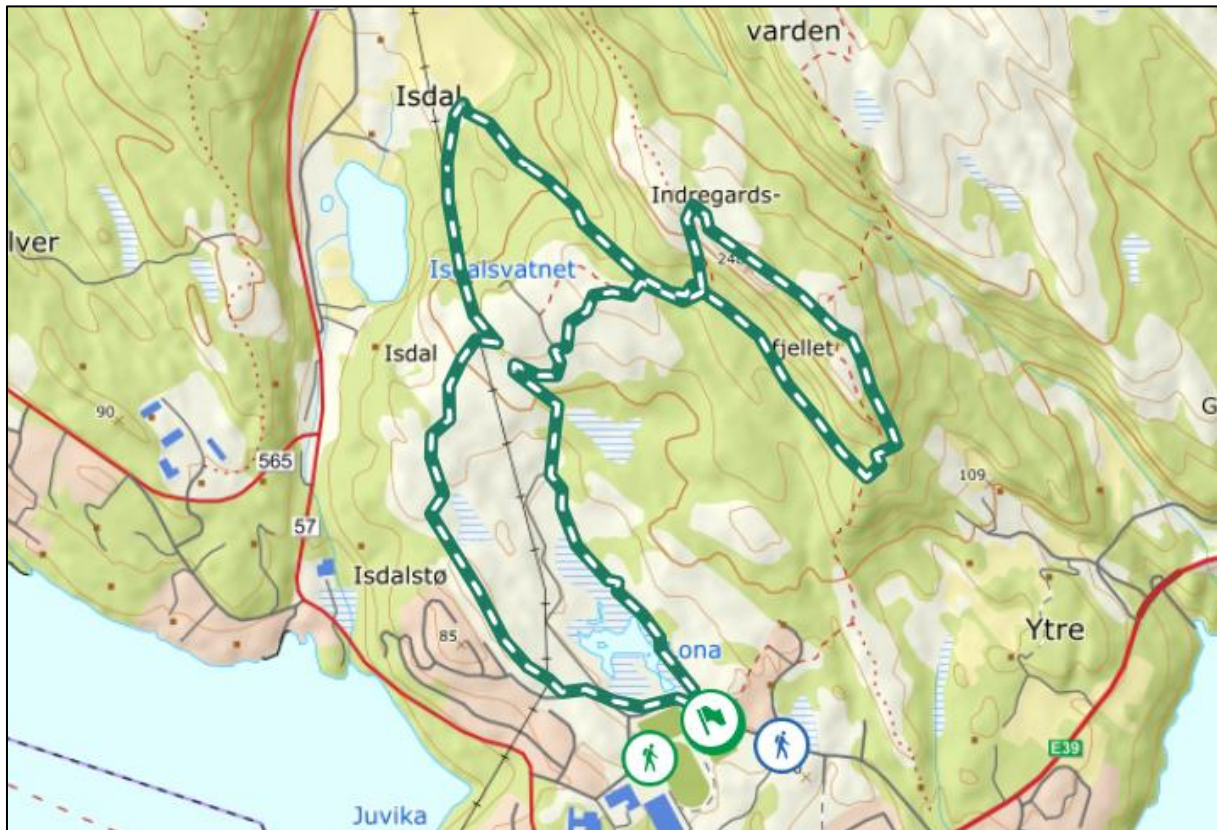 varden
Isdal
Indregards-
lver
Isdalsvatnet
fjellet
Isdal
G
90
565
109
57
Isdalstø
85
ona
Ytre
E39
Juvika